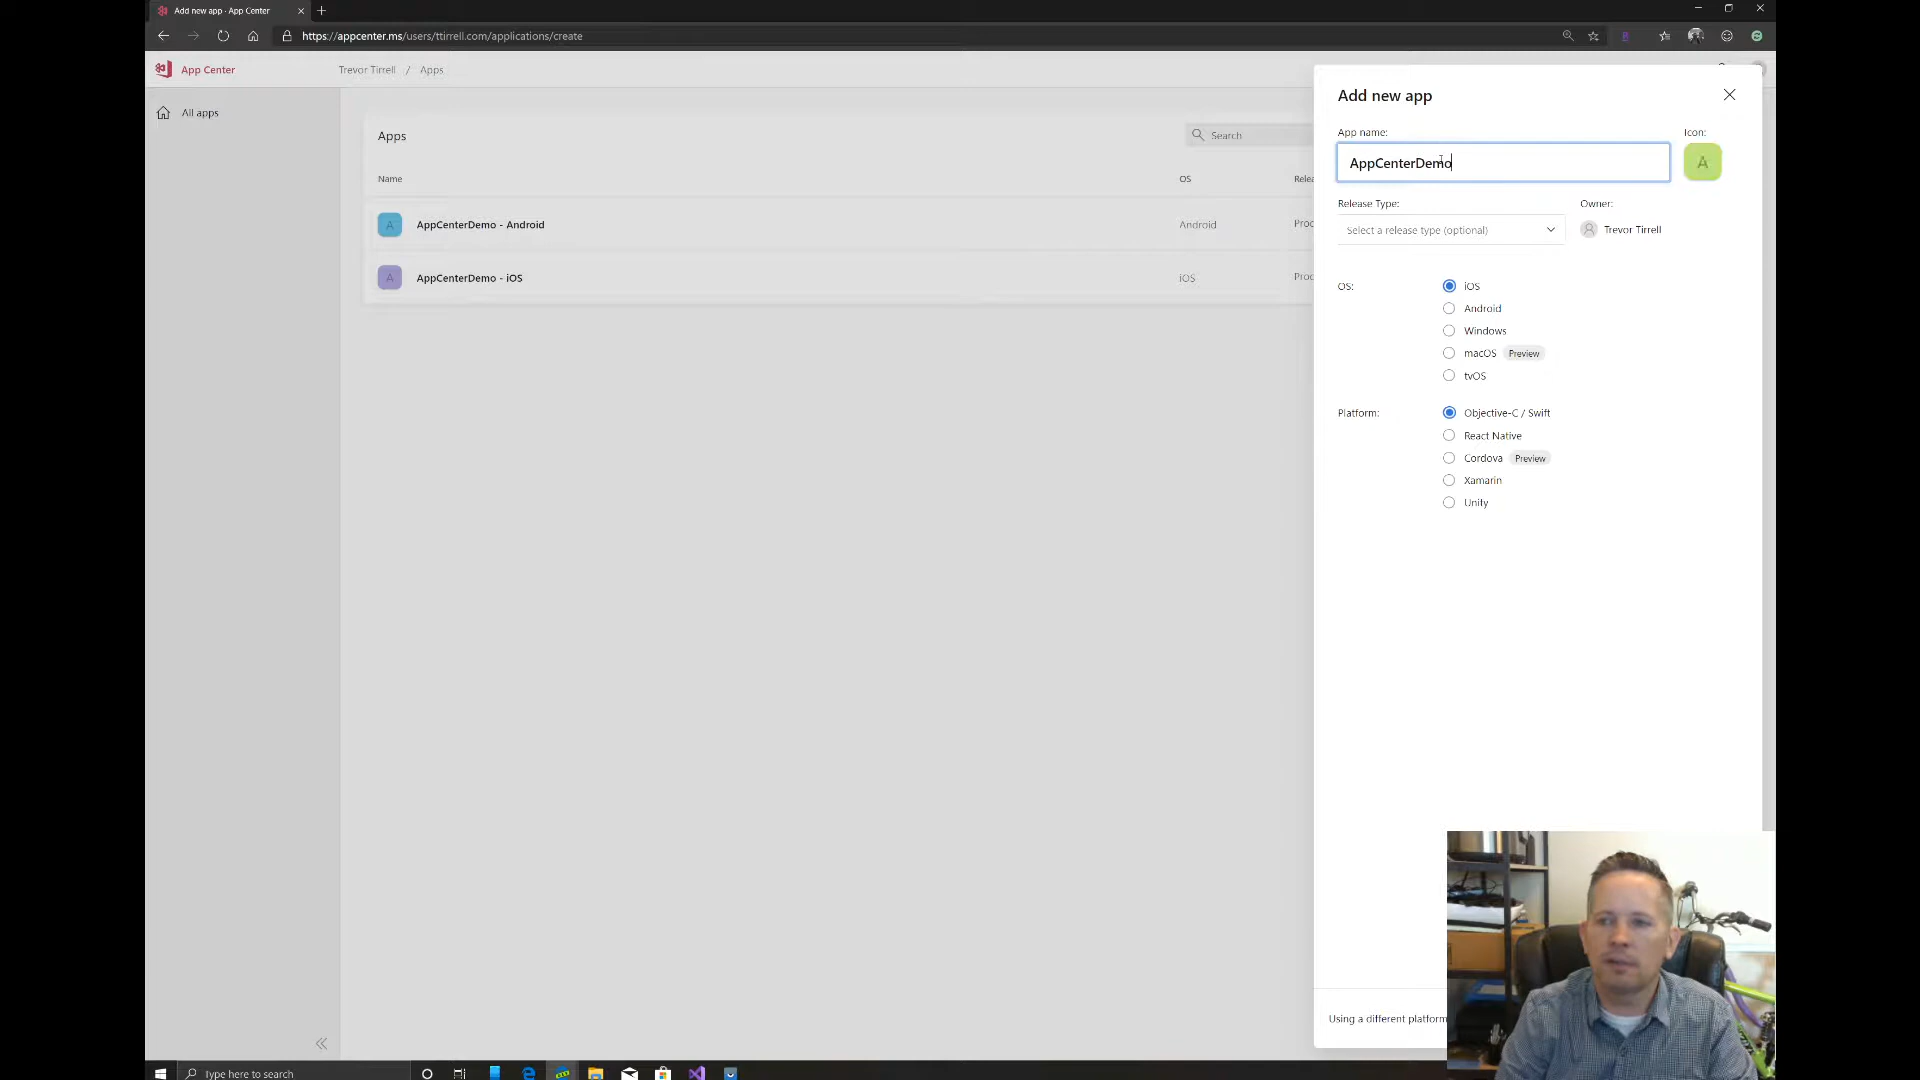 Add new app - App Center
https://appcenter.ms/users/ttirrell.com/applications/create
App Center
Trevor Tirrell / Apps
All apps
Apps
Search
Name
OS
A
AppCenterDemo - Android
Android
A
AppCenterDemo - iOS
iOS
Add new app
App name:
Icon:
AppCenterDemo
A
Release Type:
Owner:
Select a release type (optional)
Trevor Tirrell
OS:
iOS
Android
Windows
macOS Preview
tvOS
Platform:
Objective-C / Swift
React Native
Cordova Preview
Xamarin
Unity
Using a different platform
Type here to search